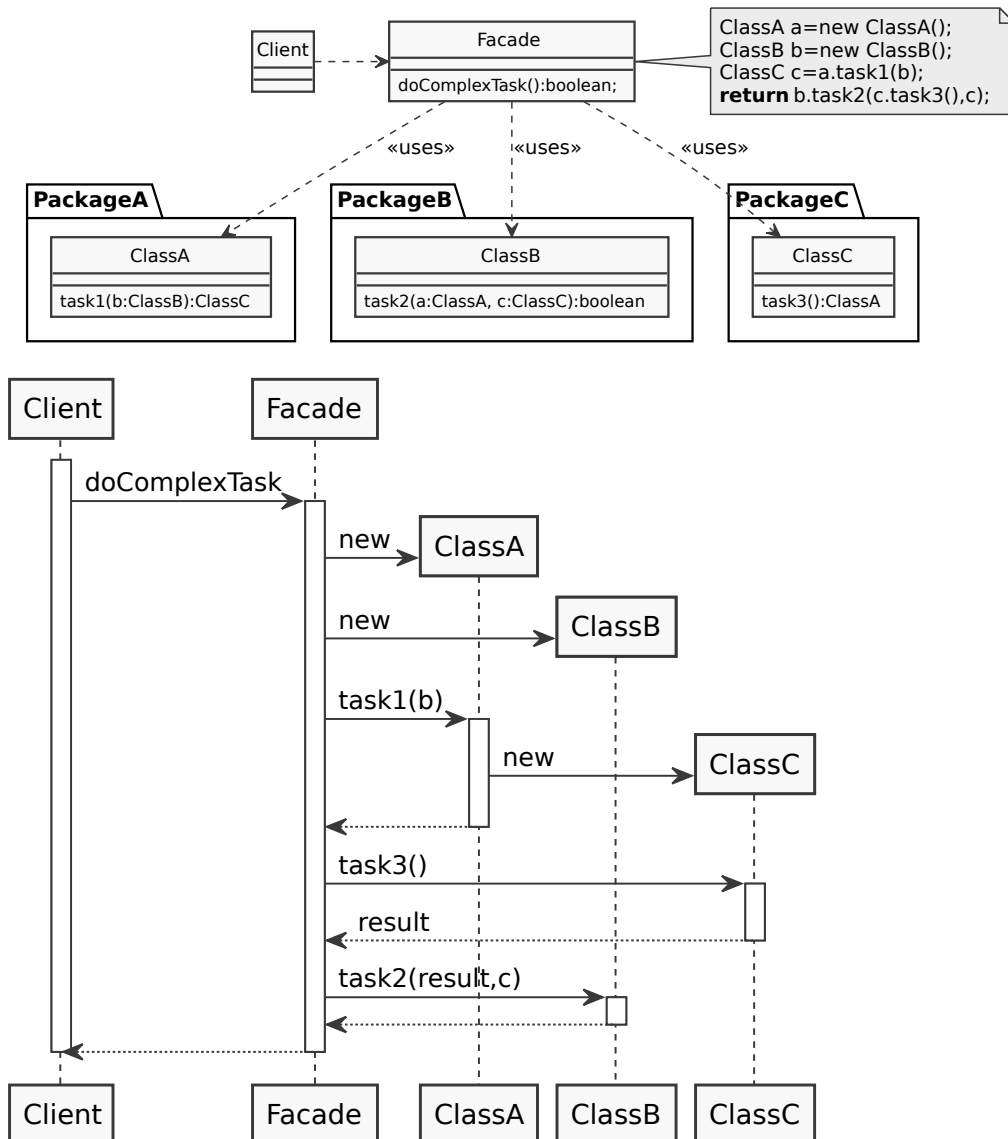 Client
Facade
doComplexTask():boolean;
ClassA a=new ClassA();
ClassB b=new ClassB();
ClassC c=a.task1(b);
return b.task2(c.task3(),c);
«uses»
«uses»
«uses»
PackageA
ClassA
task1(b:ClassB):ClassC
PackageB
ClassB
task2(a:ClassA, c:ClassC):boolean
PackageC
ClassC
task3():ClassA
Client
Facade
doComplexTask
new
ClassA
new
ClassB
task1(b)
new
ClassC
task3()
result
task2(result,c)
Client
Facade
ClassA
ClassB
ClassC